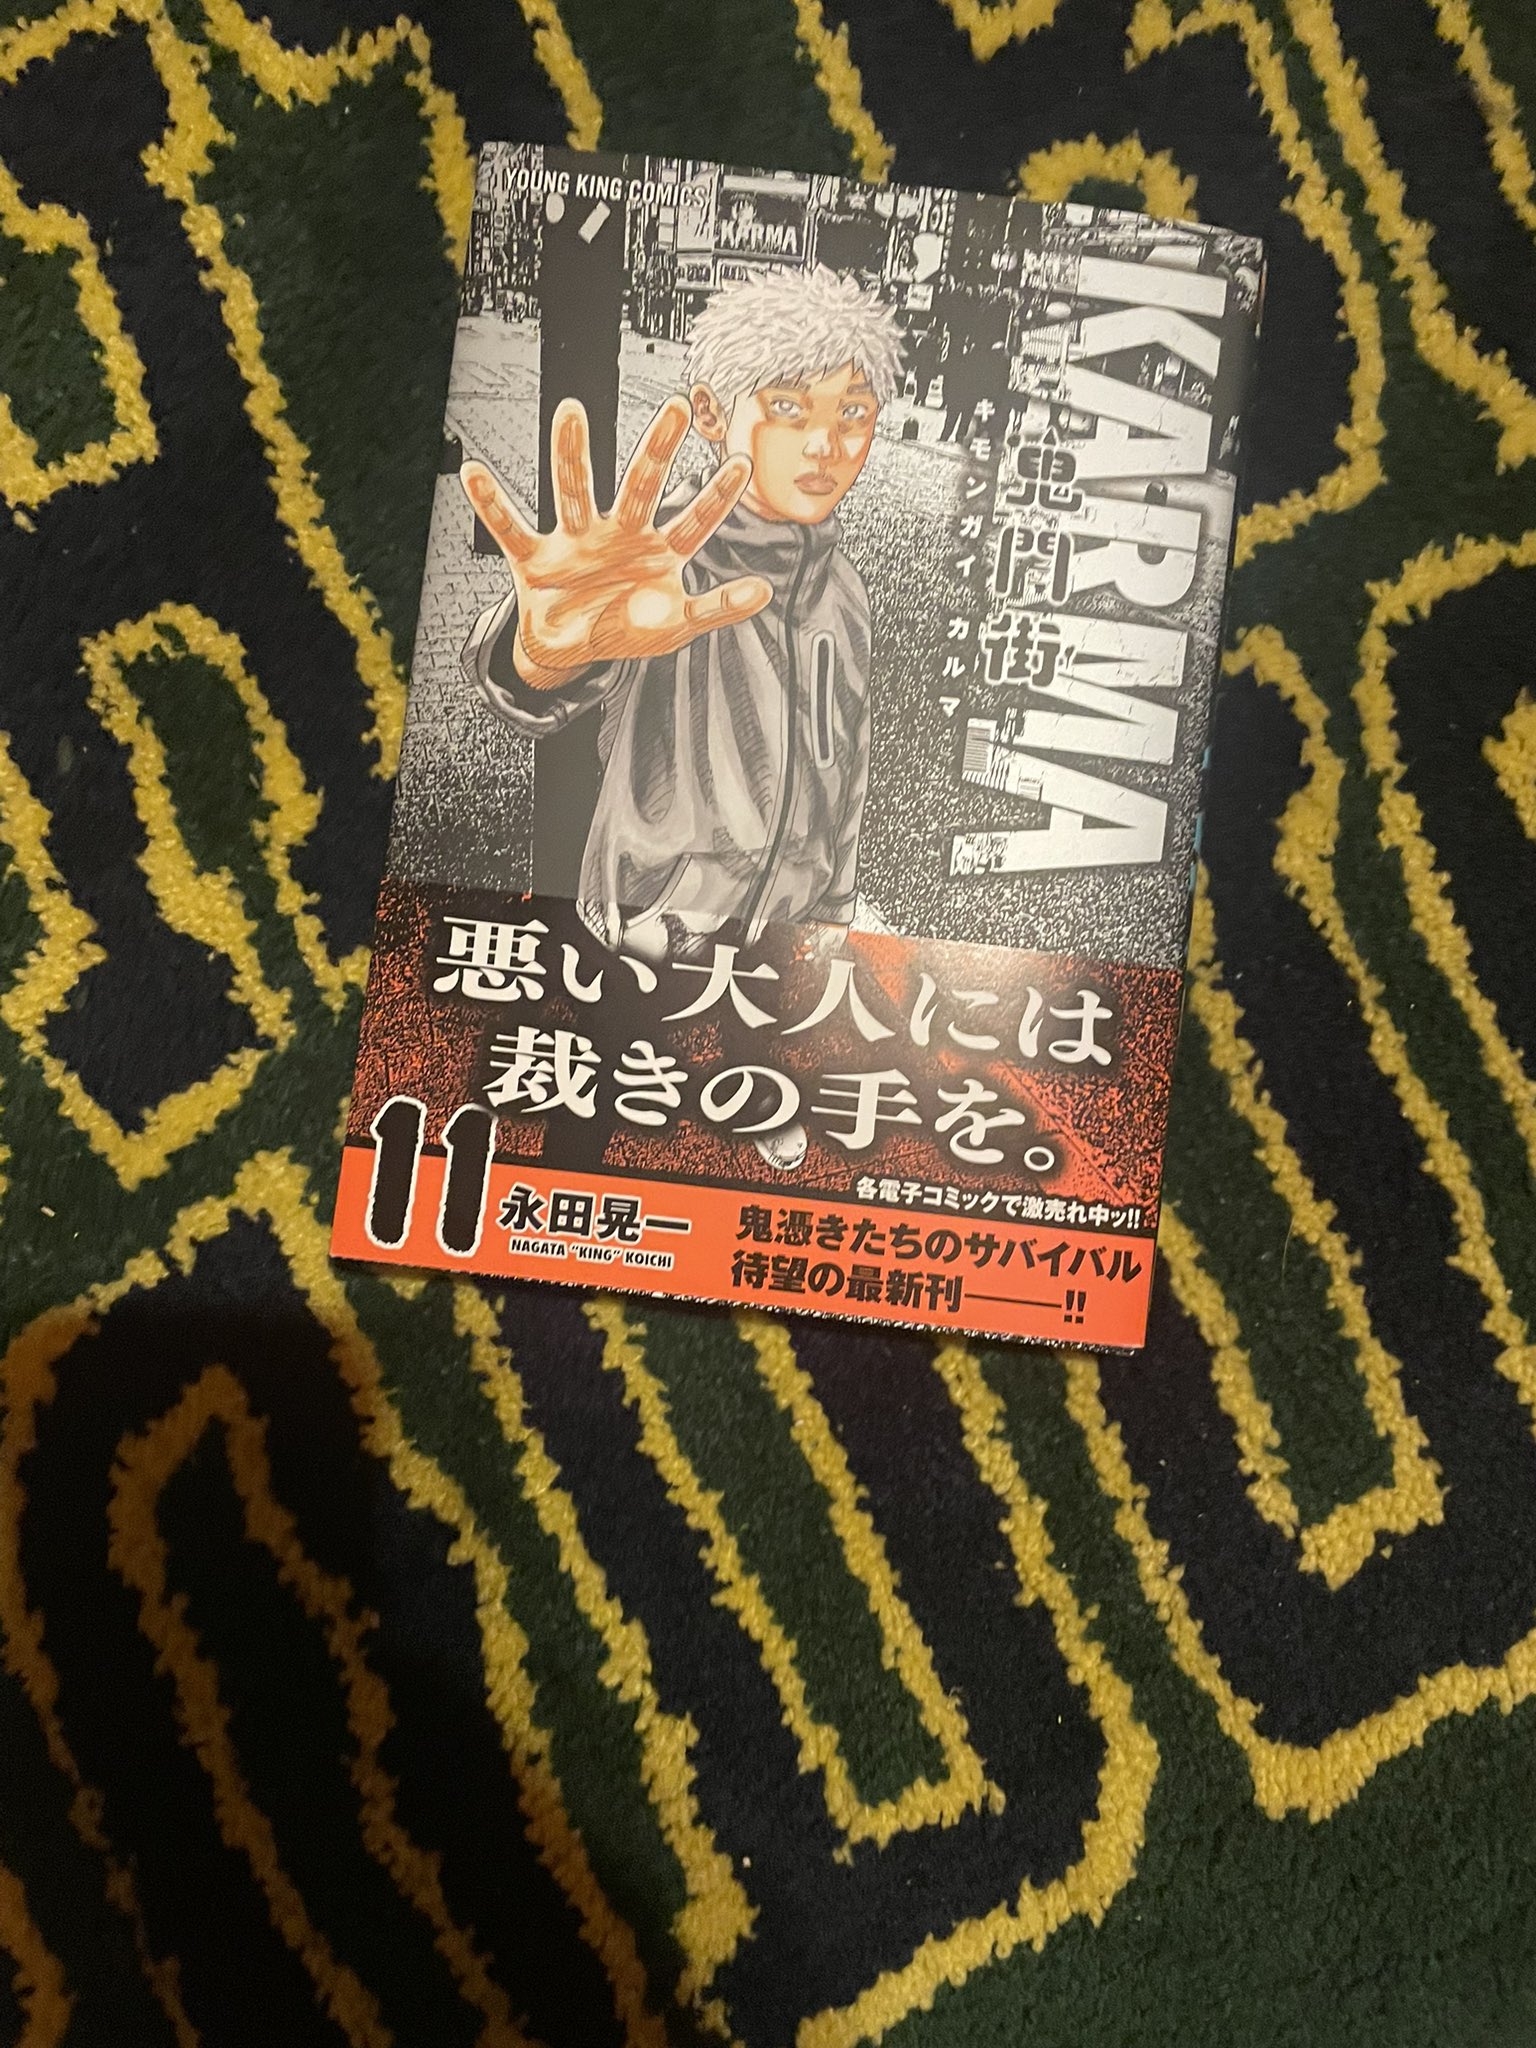 YOUNG KING COMICS
KARMA
KARMA
鬼門街
キモンガイ カルマ
悪い大人には
裁きの手を。
各電子コミックで激売れ中ッ!!
11
永田晃一
NAGATA "KING" KOICHI
鬼憑きたちのサバイバル
待望の最新刊――!!